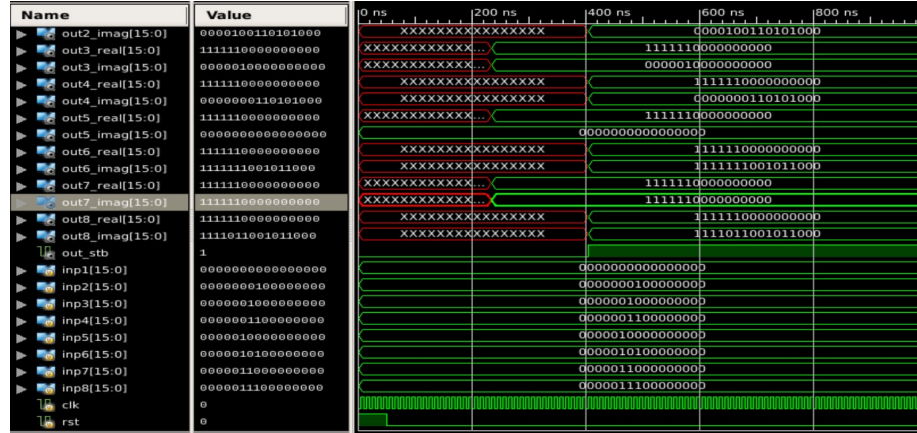 Name Value 0 ns 200 ns 400 ns 600 ns 800 ns
out2_imag[15:0] 0000100110101000 XXXXXXXXXXXXXXXX 0000100110101000
out3_real[15:0] 1111110000000000 XXXXXXXXXXXX... 1111110000000000
out3_imag[15:0] 0000010000000000 XXXXXXXXXXXX... 0000010000000000
out4_real[15:0] 1111110000000000 XXXXXXXXXXXXXXXX 1111110000000000
out4_imag[15:0] 0000000110101000 XXXXXXXXXXXXXXXX 0000000110101000
out5_real[15:0] 1111110000000000 XXXXXXXXXXXX... 1111110000000000
out5_imag[15:0] 0000000000000000 0000000000000000
out6_real[15:0] 1111110000000000 XXXXXXXXXXXXXXXX 1111110000000000
out6_imag[15:0] 1111111001011000 XXXXXXXXXXXXXXXX 1111111001011000
out7_real[15:0] 1111110000000000 XXXXXXXXXXXX... 1111110000000000
out7_imag[15:0] 1111110000000000 XXXXXXXXXXXX... 1111110000000000
out8_real[15:0] 1111110000000000 XXXXXXXXXXXXXXXX 1111110000000000
out8_imag[15:0] 1111011001011000 XXXXXXXXXXXXXXXX 1111011001011000
out_stb 1
inp1[15:0] 0000000000000000 0000000000000000
inp2[15:0] 0000000100000000 0000000100000000
inp3[15:0] 0000001000000000 0000001000000000
inp4[15:0] 0000001100000000 0000001100000000
inp5[15:0] 0000010000000000 0000010000000000
inp6[15:0] 0000010100000000 0000010100000000
inp7[15:0] 0000011000000000 0000011000000000
inp8[15:0] 0000011100000000 0000011100000000
clk 0
rst 0